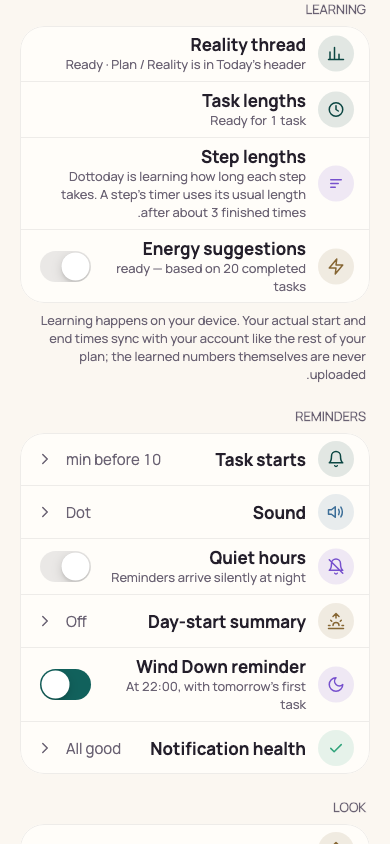 LEARNING
Reality thread
Ready · Plan / Reality is in Today's header
Task lengths
Ready for 1 task
Step lengths
Dottoday is learning how long each step
takes. A step's timer uses its usual length
.after about 3 finished times
Energy suggestions
ready — based on 20 completed
tasks
Learning happens on your device. Your actual start and
end times sync with your account like the rest of your
plan; the learned numbers themselves are never
.uploaded
REMINDERS
Task starts
min before 10
Sound
Dot
Quiet hours
Reminders arrive silently at night
Day-start summary
Off
Wind Down reminder
At 22:00, with tomorrow's first
task
Notification health
All good
LOOK